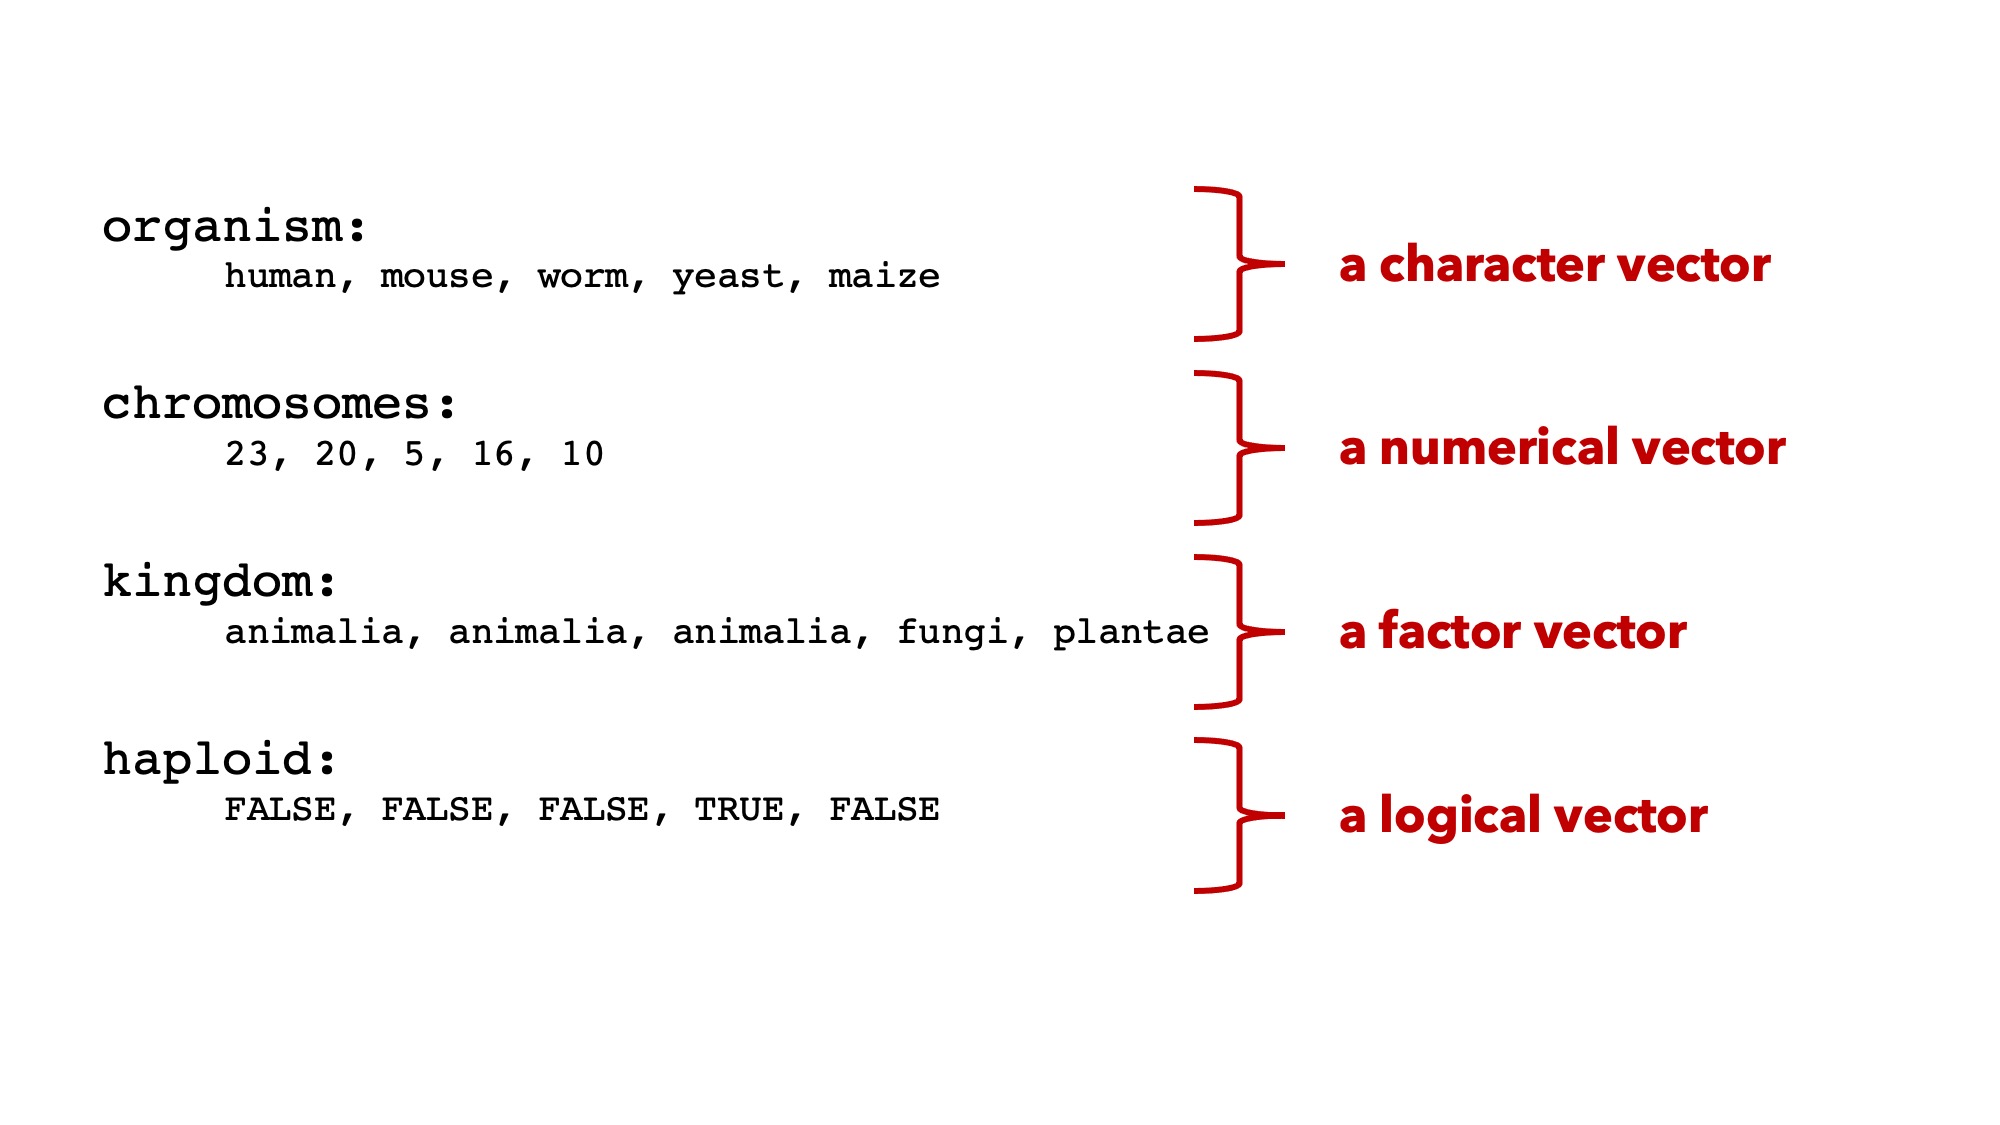 organism:
human, mouse, worm, yeast, maize
a character vector
chromosomes:
23, 20, 5, 16, 10
a numerical vector
kingdom:
animalia, animalia, animalia, fungi, plantae
a factor vector
haploid:
FALSE, FALSE, FALSE, TRUE, FALSE
a logical vector